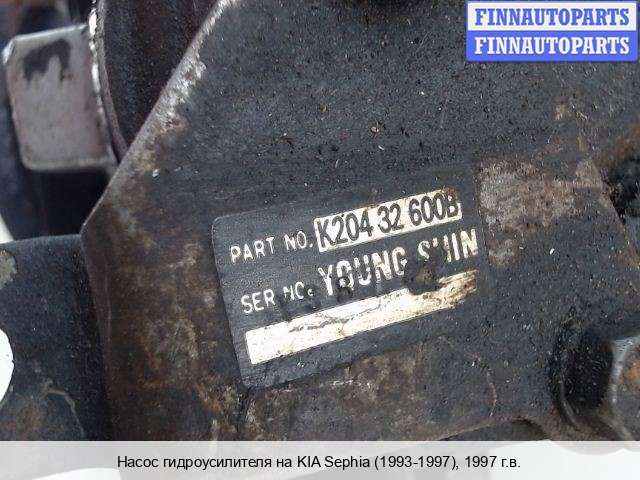 FINNAUTOPARTS
FINNAUTOPARTS
PART NO. K204 32 600B
SER NO. YOUNG SHIN
Насос гидроусилителя на KIA Sephia (1993-1997), 1997 г.в.